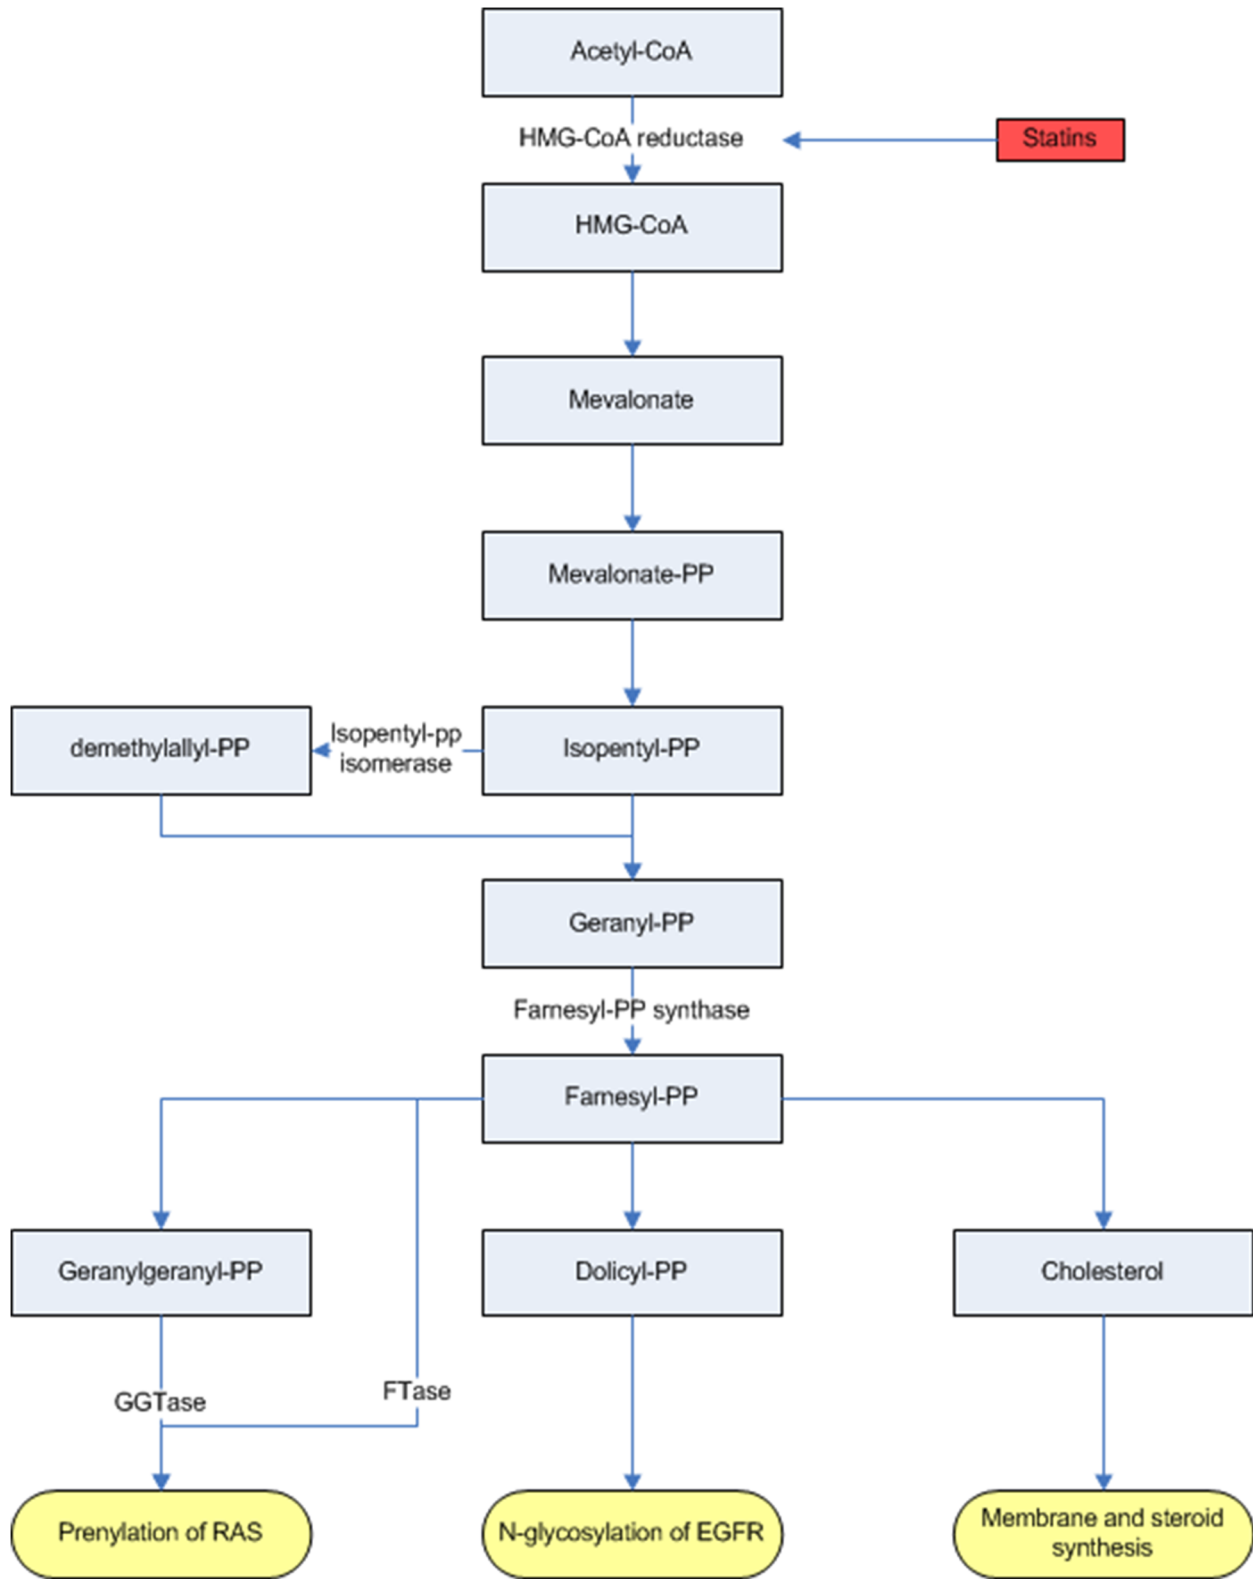 Acetyl-CoA
HMG-CoA reductase
Statins
HMG-CoA
Mevalonate
Mevalonate-PP
demethylallyl-PP
Isopentyl-pp
isomerase
Isopentyl-PP
Geranyl-PP
Farnesyl-PP synthase
Farnesyl-PP
Geranylgeranyl-PP
Dolicyl-PP
Cholesterol
GGTase
FTase
Prenylation of RAS
N-glycosylation of EGFR
Membrane and steroid
synthesis